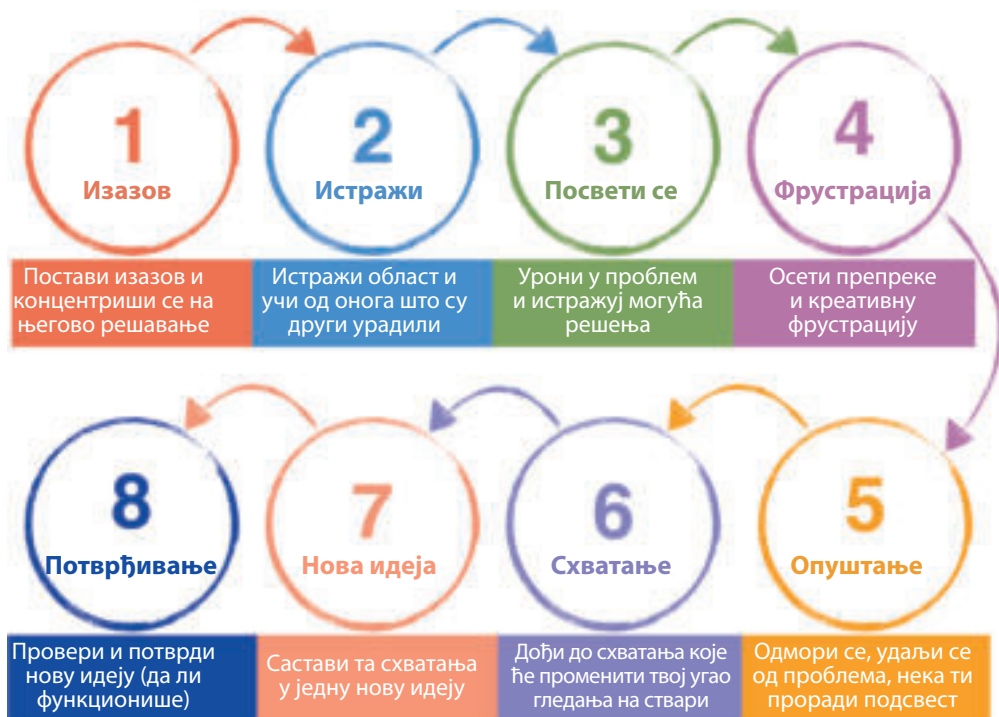 1
Изазов
Постави изазов и
концентриши се на
његово решавање
2
Истражи
Истражи област и
учи од онога што су
други урадили
3
Посвети се
Урони у проблем
и истражуј могућа
решења
4
Фрустрација
Осети препреке
и креативну
фрустрацију
5
Опуштање
Одмори се, удаљи се
од проблема, нека ти
проради подсвест
6
Схватање
Дођи до схватања које
ће променити твој угао
гледања на ствари
7
Нова идеја
Састави та схватања
у једну нову идеју
8
Потврђивање
Провери и потврди
нову идеју (да ли
функционише)